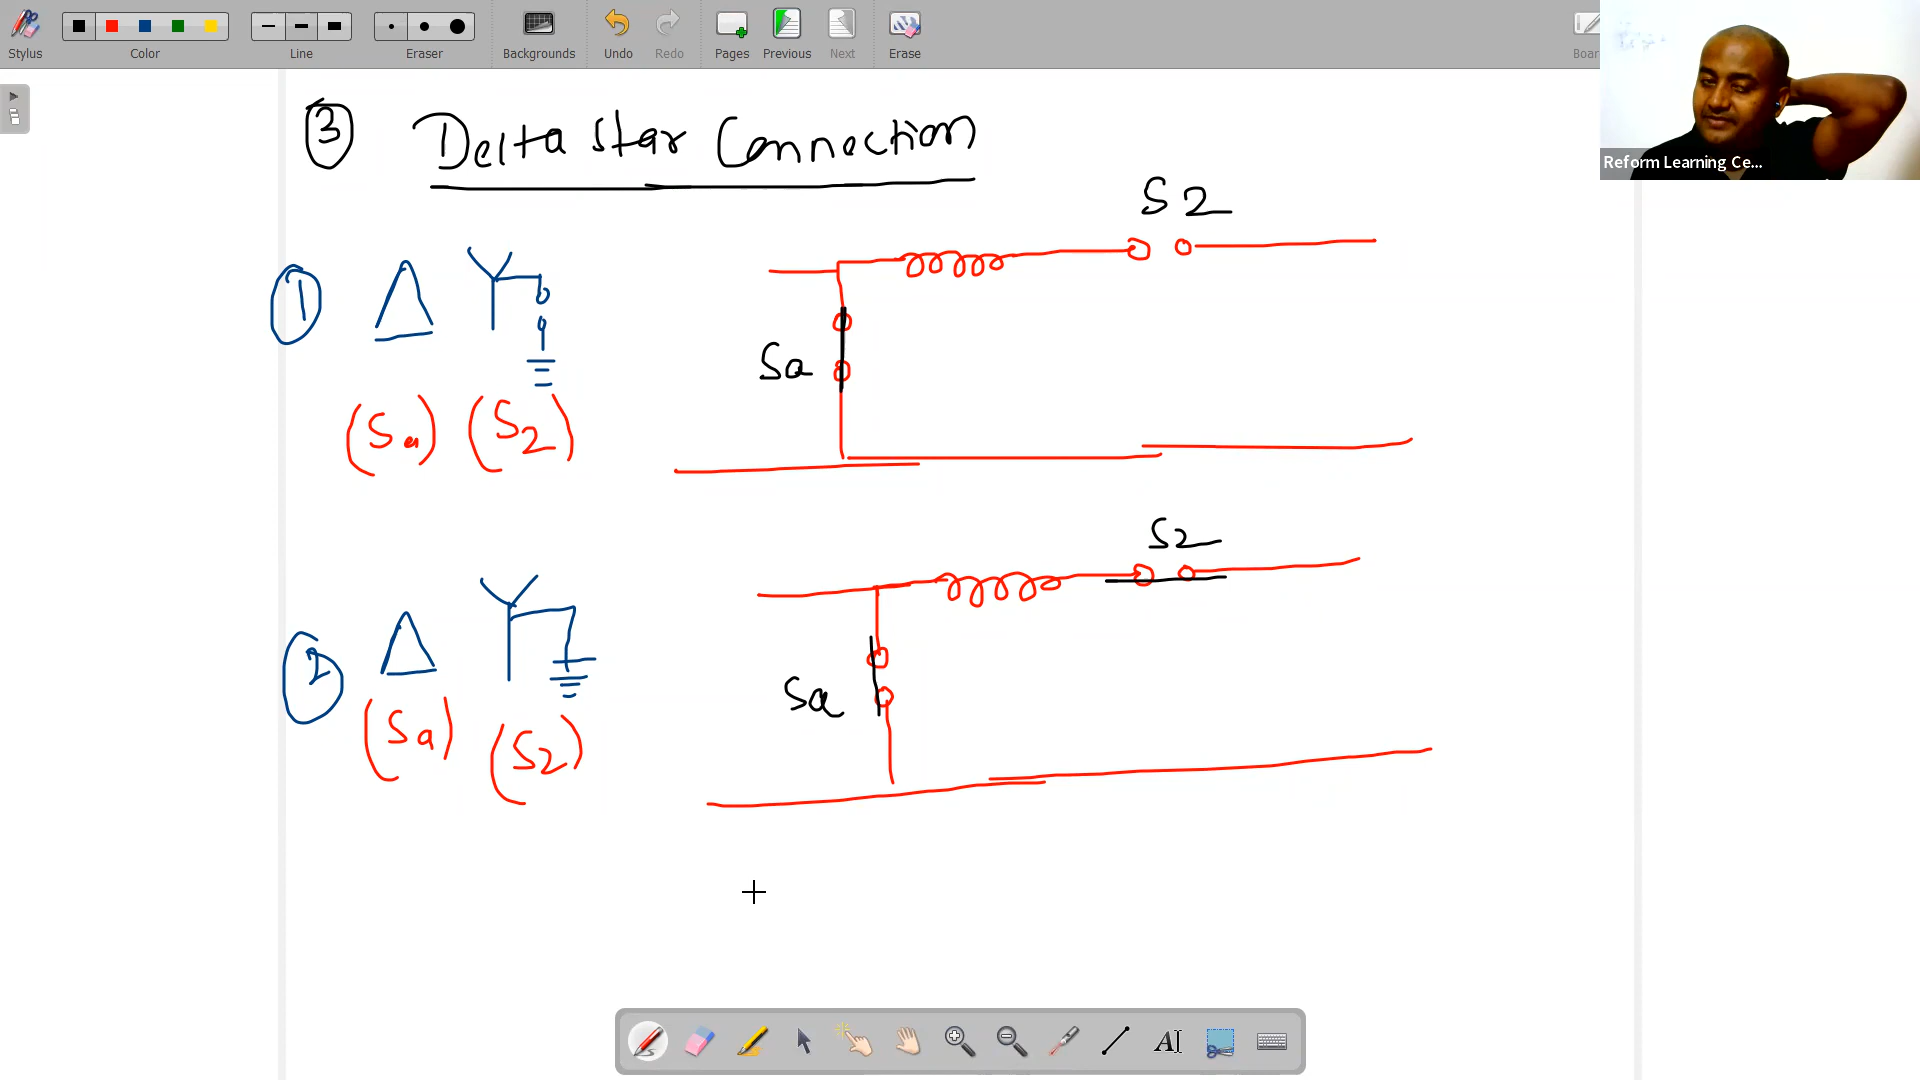 Stylus Color Line Eraser Backgrounds Undo Redo Pages Previous Next Erase Boar
Reform Learning Ce...
3 Delta Star Connection
S2
1
Sa
(Sa) (S2)
S2
2
Sa
(Sa) (S2)